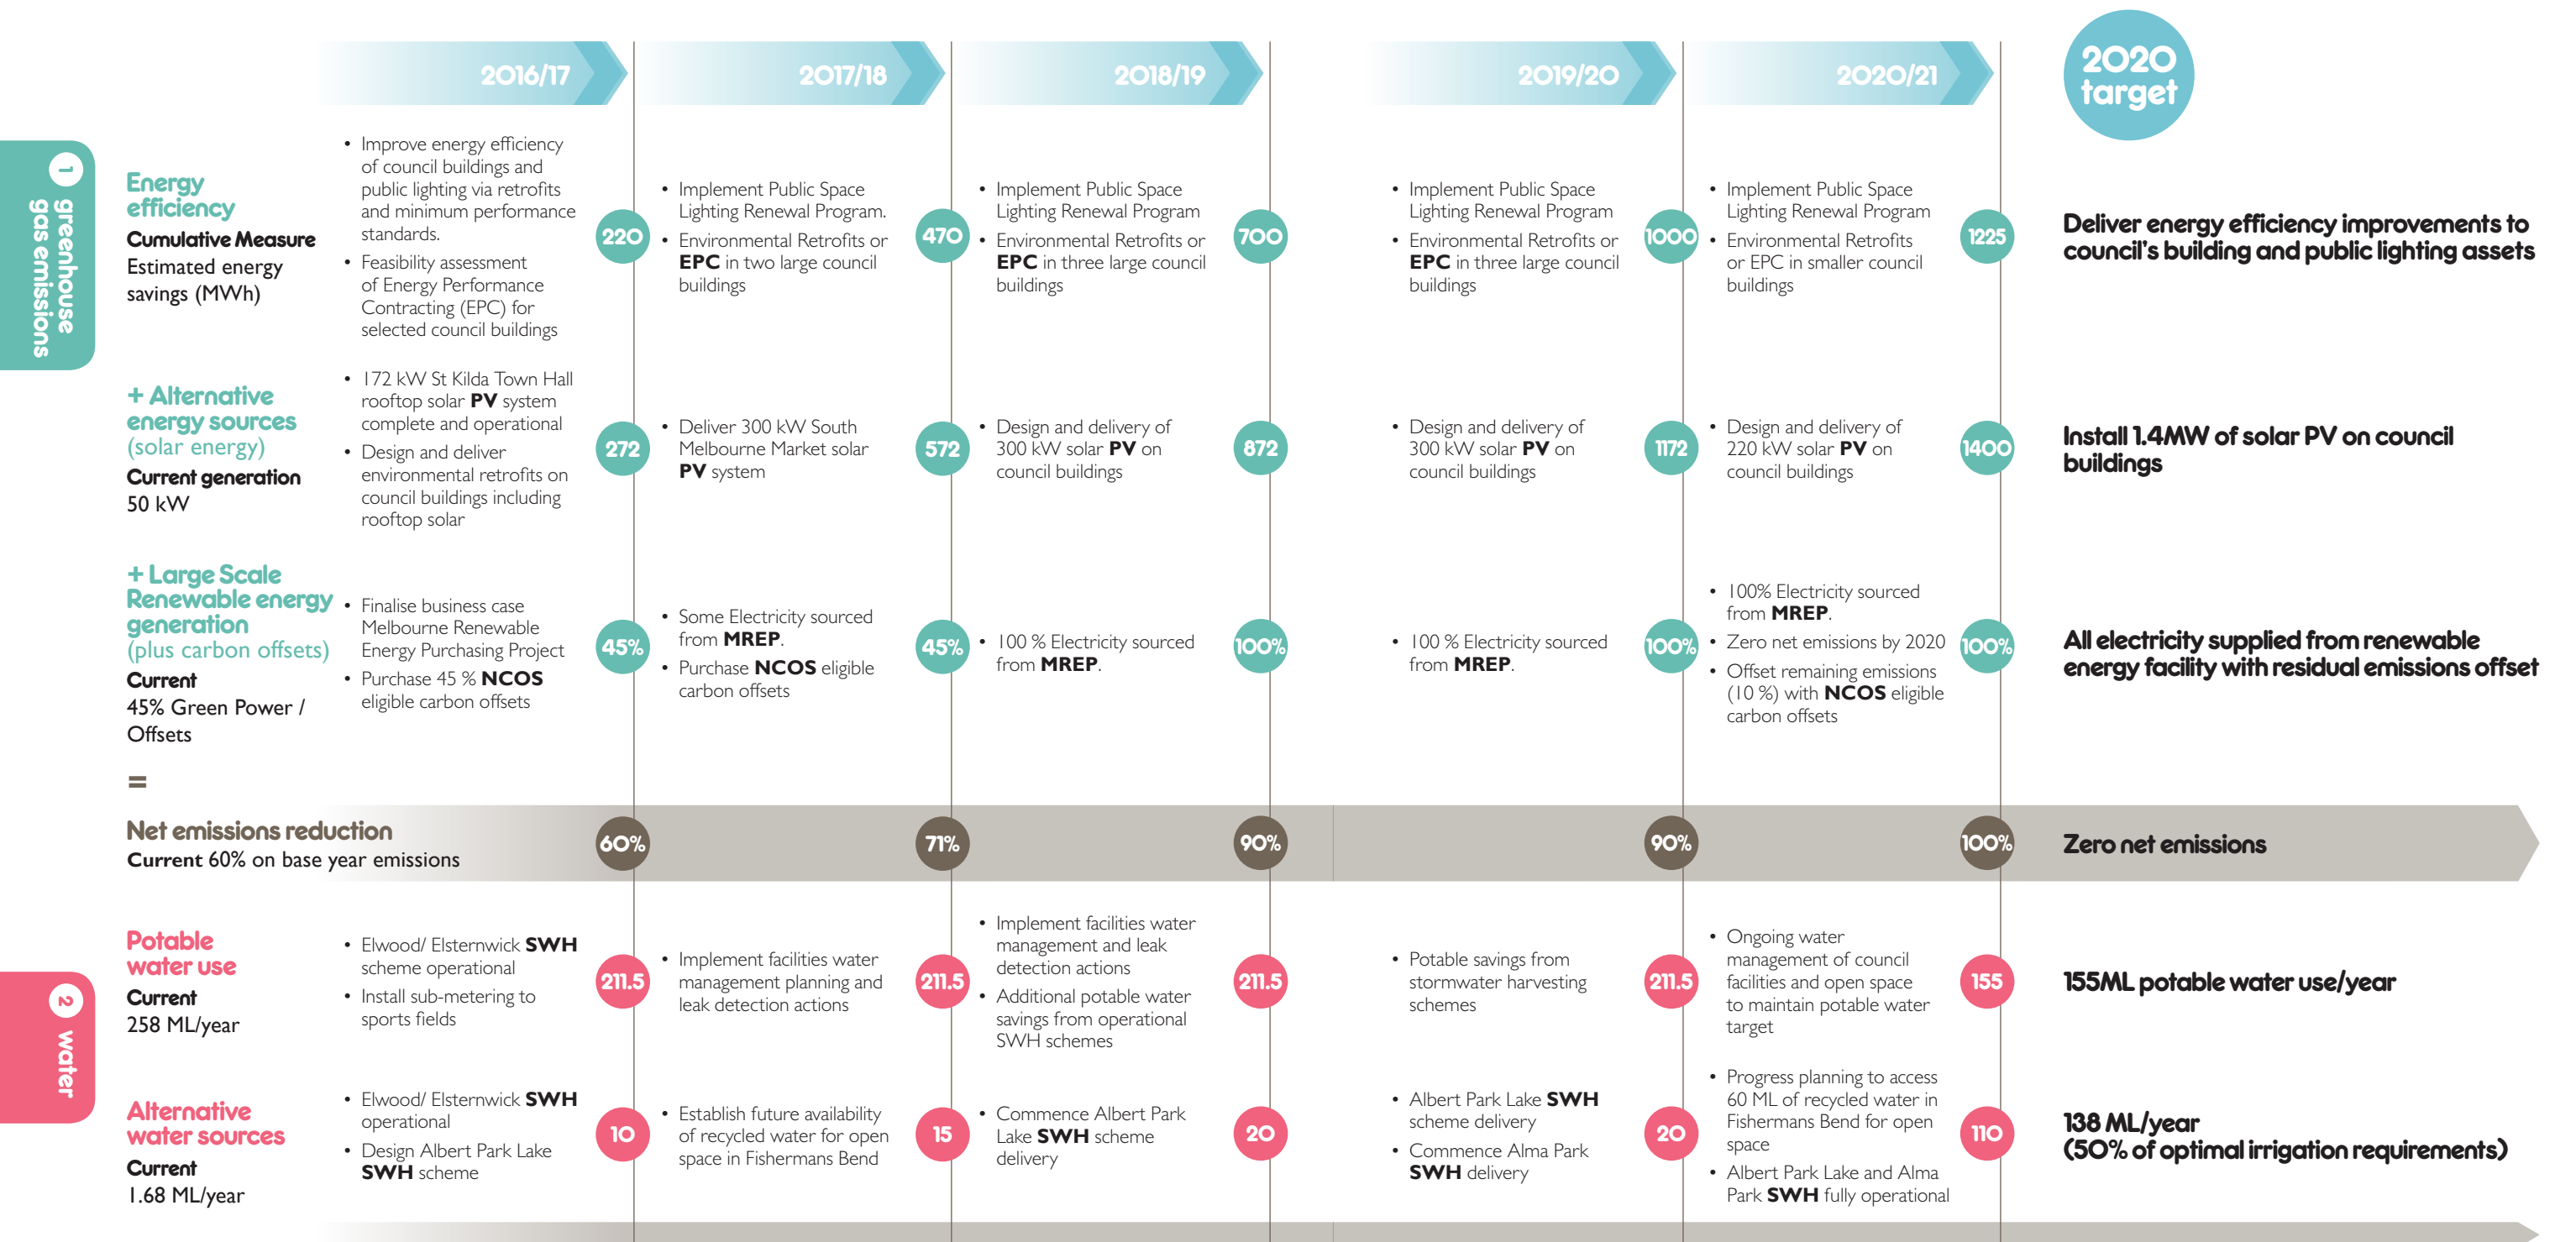 2016/17
2017/18
2018/19
2019/20
2020/21
2020
target
1 greenhouse
gas emissions
Energy
efficiency
Cumulative Measure
Estimated energy
savings (MWh)
• Improve energy efficiency
of council buildings and
public lighting via retrofits
and minimum performance
standards.
• Feasibility assessment
of Energy Performance
Contracting (EPC) for
selected council buildings
220
• Implement Public Space
Lighting Renewal Program.
• Environmental Retrofits or
EPC in two large council
buildings
470
• Implement Public Space
Lighting Renewal Program
• Environmental Retrofits or
EPC in three large council
buildings
700
• Implement Public Space
Lighting Renewal Program
• Environmental Retrofits or
EPC in three large council
buildings
1000
• Implement Public Space
Lighting Renewal Program
• Environmental Retrofits
or EPC in smaller council
buildings
1225
Deliver energy efficiency improvements to
council's building and public lighting assets
+ Alternative
energy sources
(solar energy)
Current generation
50 kW
• 172 kW St Kilda Town Hall
rooftop solar PV system
complete and operational
• Design and deliver
environmental retrofits on
council buildings including
rooftop solar
272
• Deliver 300 kW South
Melbourne Market solar
PV system
572
• Design and delivery of
300 kW solar PV on
council buildings
872
• Design and delivery of
300 kW solar PV on
council buildings
1172
• Design and delivery of
220 kW solar PV on
council buildings
1400
Install 1.4MW of solar PV on council
buildings
+ Large Scale
Renewable energy
generation
(plus carbon offsets)
Current
45% Green Power /
Offsets
• Finalise business case
Melbourne Renewable
Energy Purchasing Project
• Purchase 45 % NCOS
eligible carbon offsets
45%
• Some Electricity sourced
from MREP.
• Purchase NCOS eligible
carbon offsets
45%
• 100 % Electricity sourced
from MREP.
100%
• 100 % Electricity sourced
from MREP.
100%
• 100% Electricity sourced
from MREP.
• Zero net emissions by 2020
• Offset remaining emissions
(10 %) with NCOS eligible
carbon offsets
100%
All electricity supplied from renewable
energy facility with residual emissions offset
=
Net emissions reduction
Current 60% on base year emissions
60%
71%
90%
90%
100%
Zero net emissions
2 water
Potable
water use
Current
258 ML/year
• Elwood/ Elsternwick SWH
scheme operational
• Install sub-metering to
sports fields
211.5
• Implement facilities water
management planning and
leak detection actions
211.5
• Implement facilities water
management and leak
detection actions
• Additional potable water
savings from operational
SWH schemes
211.5
• Potable savings from
stormwater harvesting
schemes
211.5
• Ongoing water
management of council
facilities and open space
to maintain potable water
target
155
155ML potable water use/year
Alternative
water sources
Current
1.68 ML/year
• Elwood/ Elsternwick SWH
operational
• Design Albert Park Lake
SWH scheme
10
• Establish future availability
of recycled water for open
space in Fishermans Bend
15
• Commence Albert Park
Lake SWH scheme
delivery
20
• Albert Park Lake SWH
scheme delivery
• Commence Alma Park
SWH delivery
20
• Progress planning to access
60 ML of recycled water in
Fishermans Bend for open
space
• Albert Park Lake and Alma
Park SWH fully operational
110
138 ML/year
(50% of optimal irrigation requirements)